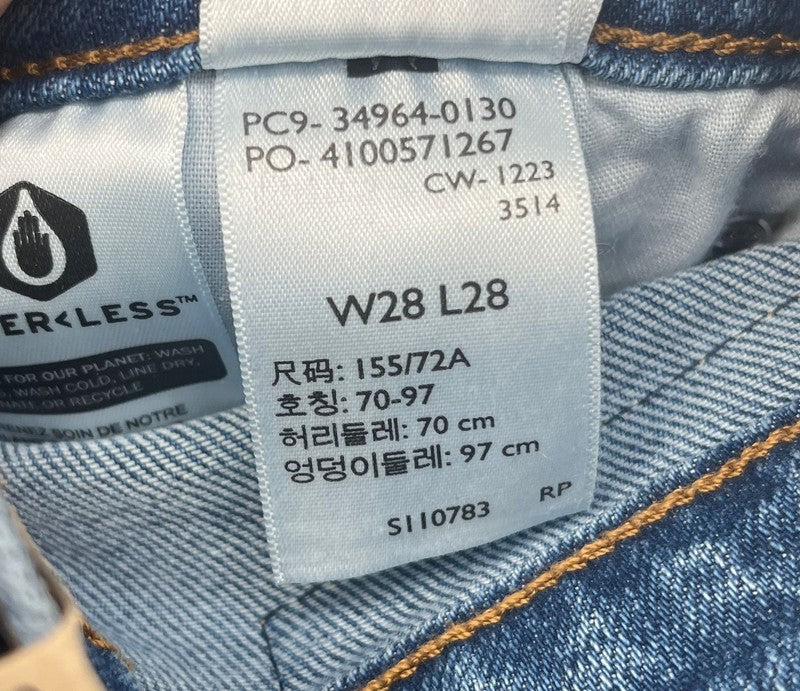 PC9- 34964-0130
PO- 4100571267
CW- 1223
3514
W28 L28
尺码: 155/72A
호칭: 70-97
허리둘레: 70 cm
엉덩이둘레: 97 cm
S110783 RP
ER<LESS™
FOR OUR PLANET: WASH
WASH COLD, LINE DRY,
OR RECYCLE
SOIN DE NOTRE